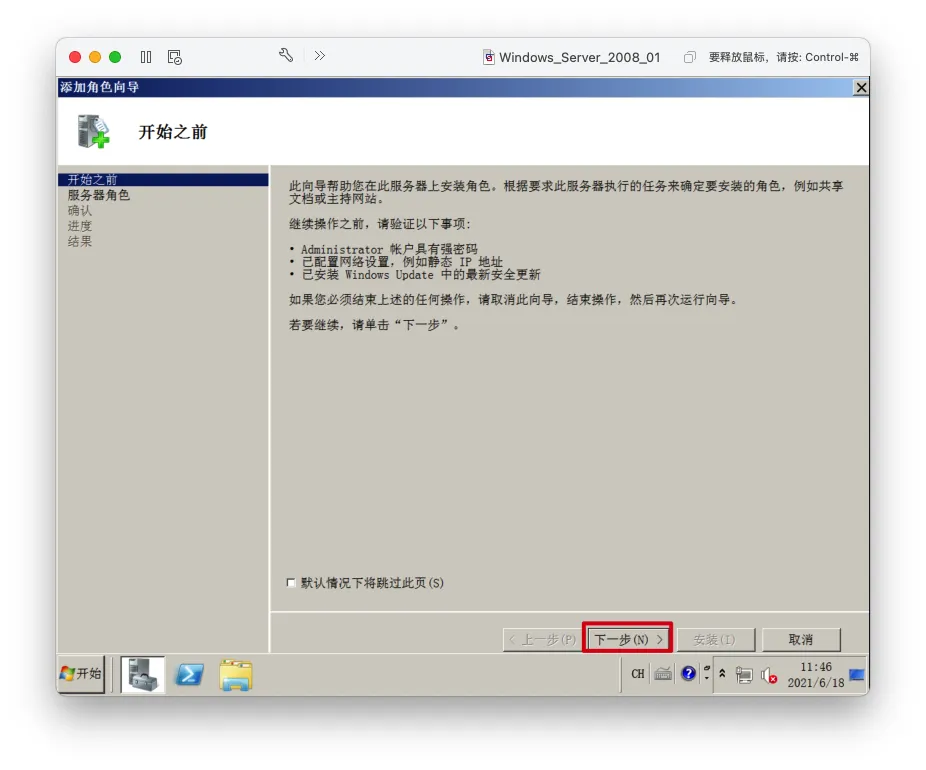 Windows_Server_2008_01
要释放鼠标，请按: Control-⌘
添加角色向导
开始之前
开始之前
服务器角色
确认
进度
结果
此向导帮助您在此服务器上安装角色。根据要求此服务器执行的任务来确定要安装的角色，例如共享
文档或主持网站。
继续操作之前，请验证以下事项:
• Administrator 帐户具有强密码
• 已配置网络设置，例如静态 IP 地址
• 已安装 Windows Update 中的最新安全更新
如果您必须结束上述的任何操作，请取消此向导，结束操作，然后再次运行向导。
若要继续，请单击“下一步”。
默认情况下将跳过此页(S)
< 上一步(P)
下一步(N) >
安装(I)
取消
开始
CH
11:46
2021/6/18